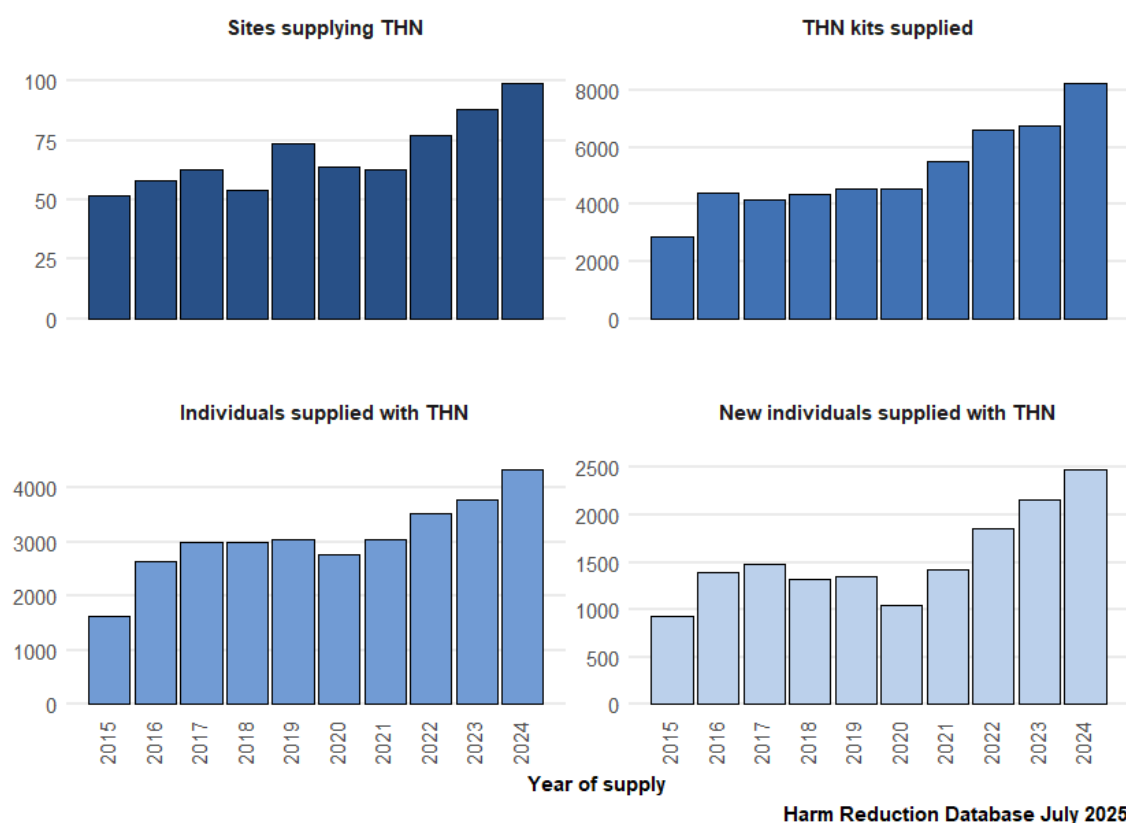 Sites supplying THN
THN kits supplied
100
75
50
25
0
8000
6000
4000
2000
0
Individuals supplied with THN
New individuals supplied with THN
4000
3000
2000
1000
0
2500
2000
1500
1000
500
0
2015 2016 2017 2018 2019 2020 2021 2022 2023 2024
2015 2016 2017 2018 2019 2020 2021 2022 2023 2024
Year of supply
Harm Reduction Database July 2025